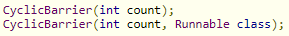 CyclicBarrier(int count);
CyclicBarrier(int count, Runnable class);